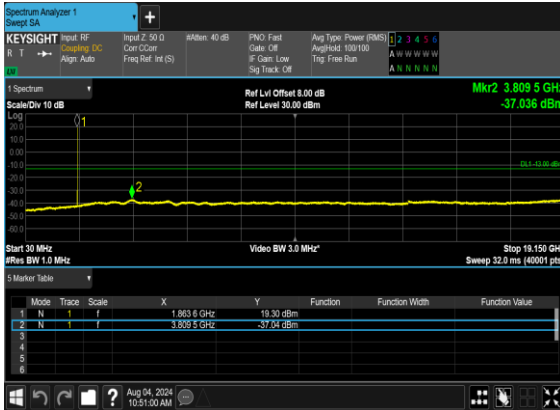 Spectrum Analyzer 1
Swept SA
KEYSIGHT Input: RF Input Z: 50 Ω #Atten: 40 dB PNO: Fast Avg Type: Power (RMS) 1 2 3 4 5 6
R T Coupling: DC Corr CCorr Gate: Off Avg|Hold: 100/100 A W W W W W
Align: Auto Freq Ref: Int (S) IF Gain: Low Trig: Free Run
Sig Track: Off A N N N N N
1 Spectrum
Ref Lvl Offset 8.00 dB Mkr2 3.809 5 GHz
Scale/Div 10 dB Ref Level 30.00 dBm -37.036 dBm
Log
20.0
10.0
0.00
-10.0
-20.0
-30.0
-40.0
-50.0
-60.0
1
2
DL1 -13.00 dBm
Start 30 MHz Video BW 3.0 MHz* Stop 19.150 GH
#Res BW 1.0 MHz Sweep 32.0 ms (40001 pts
5 Marker Table
Mode Trace Scale X Y Function Function Width Function Value
1 N 1 f 1.863 6 GHz 19.30 dBm
2 N 1 f 3.809 5 GHz -37.04 dBm
3
4
5
6
? Aug 04, 2024
10:51:00 AM